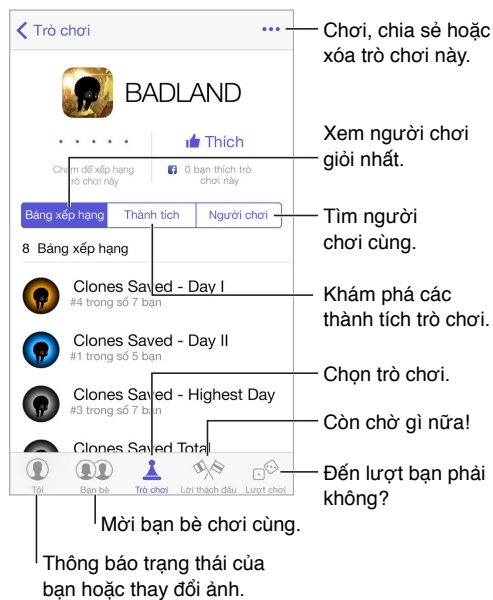 Trò chơi
•••
BADLAND
Thích
Chạm để xếp hạng
trò chơi này
0 bạn thích trò
chơi này
Bảng xếp hạng
Thành tích
Người chơi
8 Bảng xếp hạng
Clones Saved - Day I
#4 trong số 7 bạn
Clones Saved - Day II
#1 trong số 5 bạn
Clones Saved - Highest Day
#3 trong số 7 bạn
Clones Saved Total
Tôi
Bạn bè
Trò chơi
Lời thách đấu
Lượt chơi
Chơi, chia sẻ hoặc
xóa trò chơi này.
Xem người chơi
giỏi nhất.
Tìm người
chơi cùng.
Khám phá các
thành tích trò chơi.
Chọn trò chơi.
Còn chờ gì nữa!
Đến lượt bạn phải
không?
Mời bạn bè chơi cùng.
Thông báo trạng thái của
bạn hoặc thay đổi ảnh.